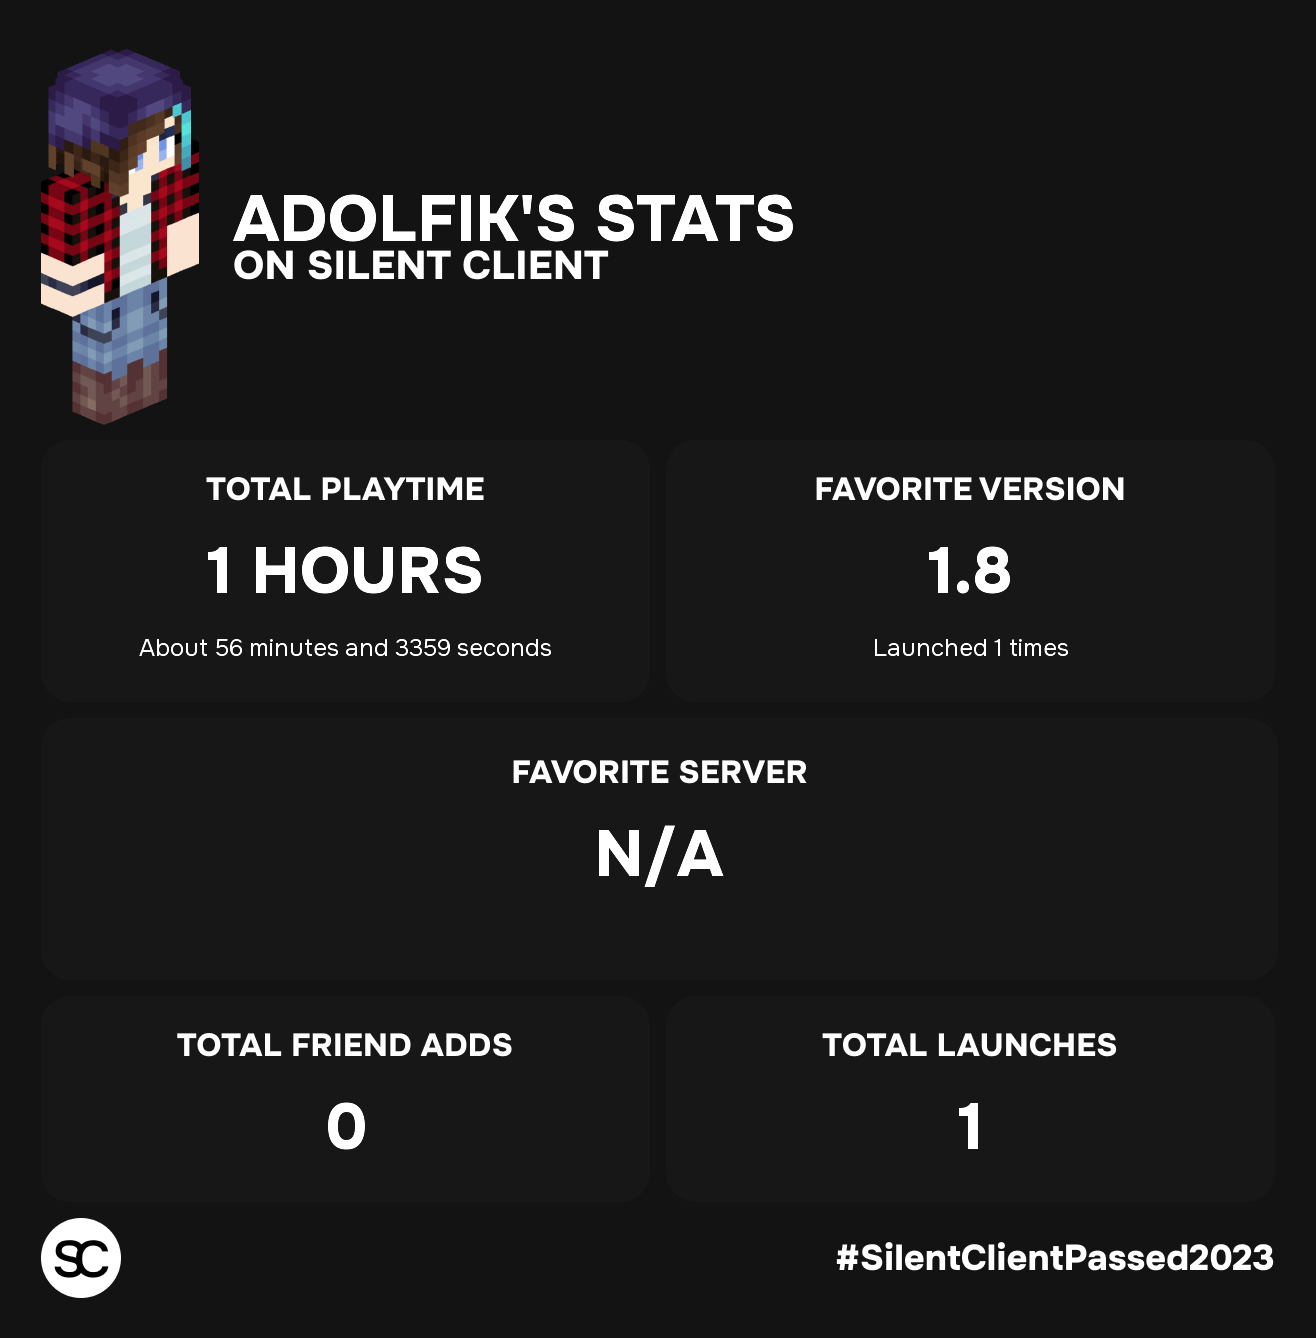 ADOLFIK'S STATS
ON SILENT CLIENT
TOTAL PLAYTIME
1 HOURS
About 56 minutes and 3359 seconds
FAVORITE VERSION
1.8
Launched 1 times
FAVORITE SERVER
N/A
TOTAL FRIEND ADDS
0
TOTAL LAUNCHES
1
SC
#SilentClientPassed2023